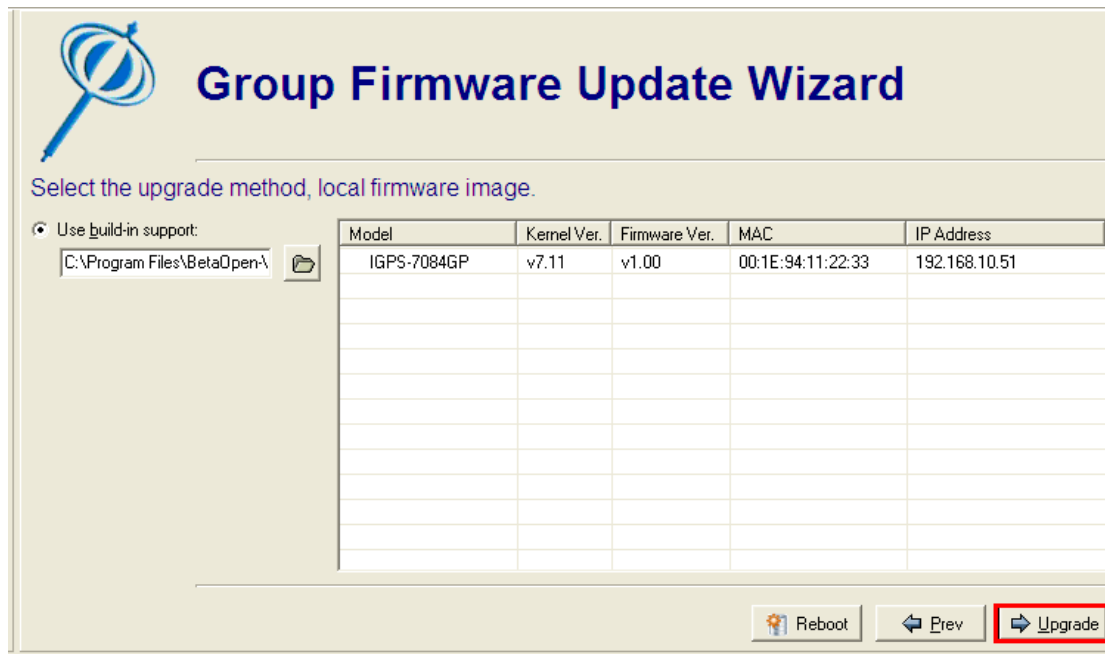 Group Firmware Update Wizard
Select the upgrade method, local firmware image.
Use build-in support:
C:\Program Files\BetaOpen-\
Model Kernel Ver. Firmware Ver. MAC IP Address
IGPS-7084GP v7.11 v1.00 00:1E:94:11:22:33 192.168.10.51
Reboot Prev Upgrade